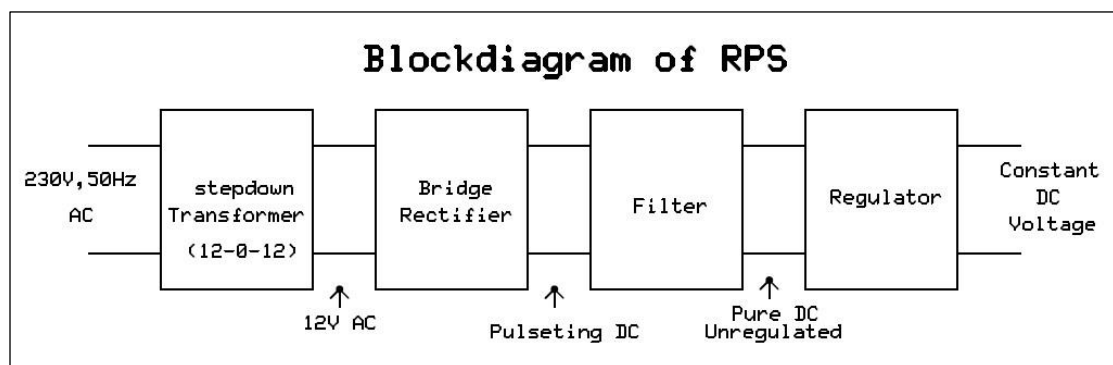 Blockdiagram of RPS
230V,50Hz
AC
stepdown
Transformer
(12-0-12)
12V AC
Bridge
Rectifier
Pulseting DC
Filter
Pure DC
Unregulated
Regulator
Constant
DC
Voltage